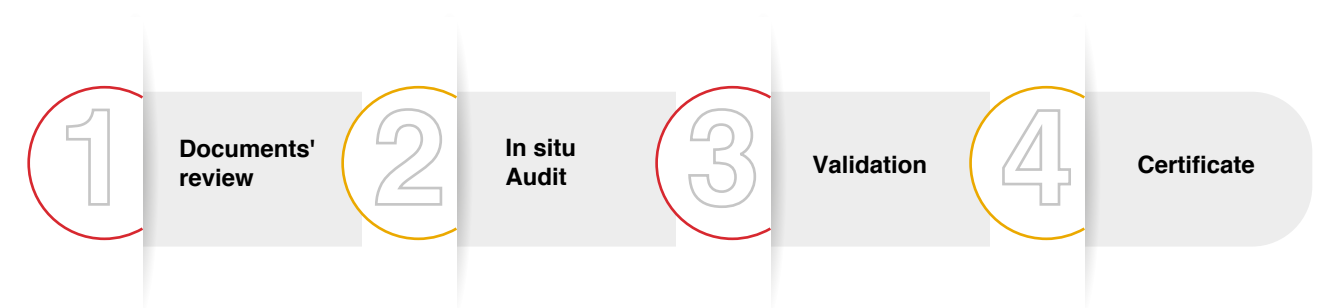 1
Documents'
review
2
In situ
Audit
3
Validation
4
Certificate